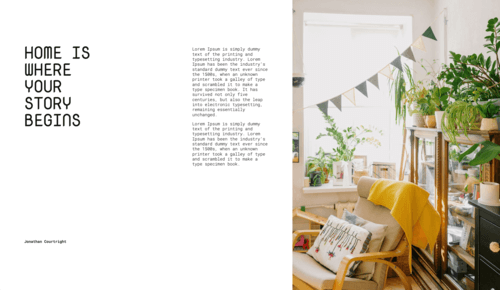 HOME IS
WHERE
YOUR
STORY
BEGINS
Lorem Ipsum is simply dummy
text of the printing and
typesetting industry. Lorem
Ipsum has been the industry's
standard dummy text ever since
the 1500s, when an unknown
printer took a galley of type
and scrambled it to make a
type specimen book. It has
survived not only five
centuries, but also the leap
into electronic typesetting,
remaining essentially
unchanged.
Lorem Ipsum is simply dummy
text of the printing and
typesetting industry. Lorem
Ipsum has been the industry's
standard dummy text ever since
the 1500s, when an unknown
printer took a galley of type
and scrambled it to make a
type specimen book.
Jonathan Courtright